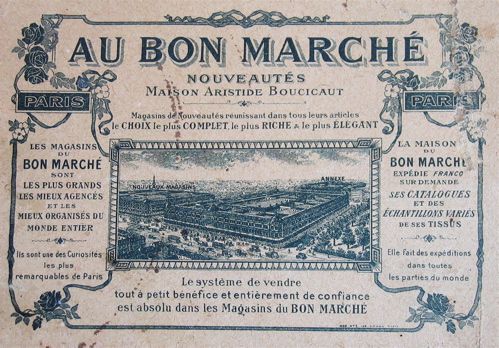 AU BON MARCHÉ
NOUVEAUTÉS
MAISON ARISTIDE BOUCICAUT
PARIS
PARIS
Magasins de Nouveautés réunissant dans tous leurs articles
le CHOIX le plus COMPLET, le plus RICHE & le plus ÉLÉGANT
LES MAGASINS
DU
BON MARCHÉ
SONT
LES PLUS GRANDS
LES MIEUX AGENCÉS
ET LES
MIEUX ORGANISÉS DU
MONDE ENTIER
Ils sont une des Curiosités
les plus
remarquables de Paris
NOUVEAUX MAGASINS
ANNEXE
LA MAISON
DU
BON MARCHÉ
EXPÉDIE FRANCO
SUR DEMANDE
SES CATALOGUES
ET DES
ÉCHANTILLONS VARIÉS
DE SES TISSUS
Elle fait des expéditions
dans toutes
les parties du monde
Le système de vendre
tout à petit bénéfice et entièrement de confiance
est absolu dans les Magasins du BON MARCHÉ